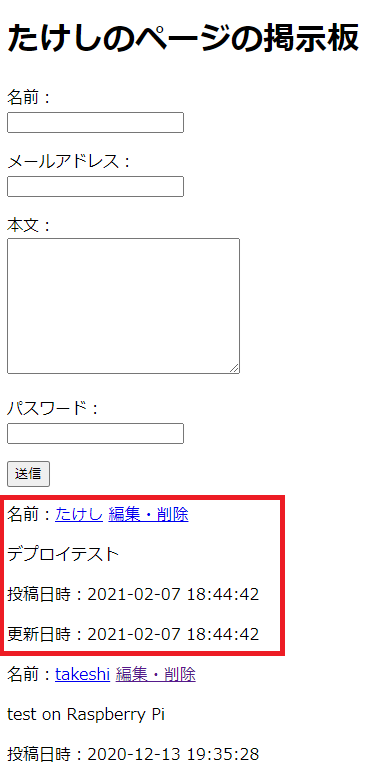 たけしのページの掲示板
名前：
メールアドレス：
本文：
パスワード：
送信
名前：たけし 編集・削除
デプロイテスト
投稿日時：2021-02-07 18:44:42
更新日時：2021-02-07 18:44:42
名前：takeshi 編集・削除
test on Raspberry Pi
投稿日時：2020-12-13 19:35:28